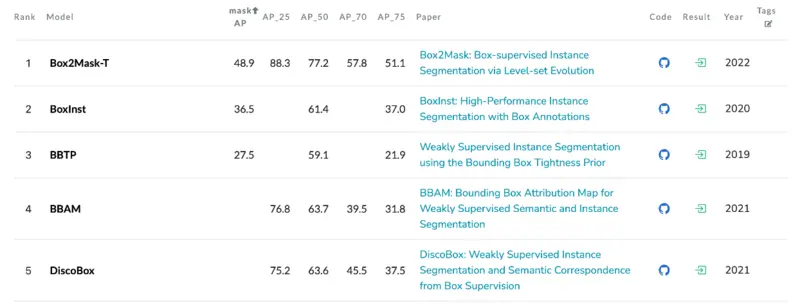 Rank Model mask AP AP_25 AP_50 AP_70 AP_75 Paper Code Result Year Tags
1 Box2Mask-T 48.9 88.3 77.2 57.8 51.1 Box2Mask: Box-supervised Instance
Segmentation via Level-set Evolution 2022
2 BoxInst 36.5 61.4 37.0 BoxInst: High-Performance Instance
Segmentation with Box Annotations 2020
3 BBTP 27.5 59.1 21.9 Weakly Supervised Instance Segmentation
using the Bounding Box Tightness Prior 2019
4 BBAM 76.8 63.7 39.5 31.8 BBAM: Bounding Box Attribution Map for
Weakly Supervised Semantic and Instance
Segmentation 2021
5 DiscoBox 75.2 63.6 45.5 37.5 DiscoBox: Weakly Supervised Instance
Segmentation and Semantic Correspondence
from Box Supervision 2021